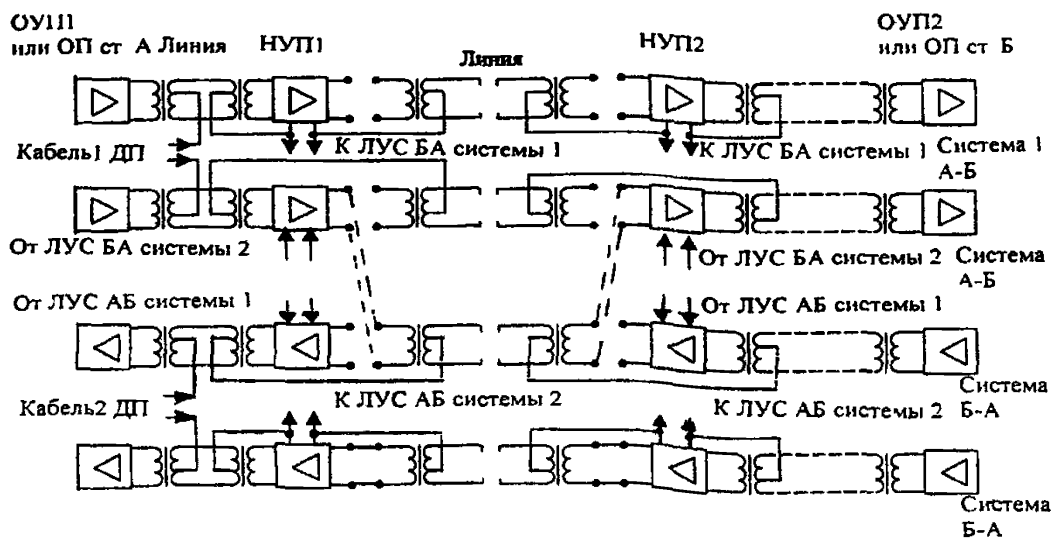 ОУП1
или ОП ст А Линия
НУП1
Линия
НУП2
ОУП2
или ОП ст Б
Кабель1 ДП
К ЛУС БА системы 1
К ЛУС БА системы 1
Система 1
А-Б
От ЛУС БА системы 2
От ЛУС БА системы 2
Система
А-Б
От ЛУС АБ системы 1
От ЛУС АБ системы 1
Кабель2 ДП
К ЛУС АБ системы 2
К ЛУС АБ системы 2
Система
Б-А
Система
Б-А